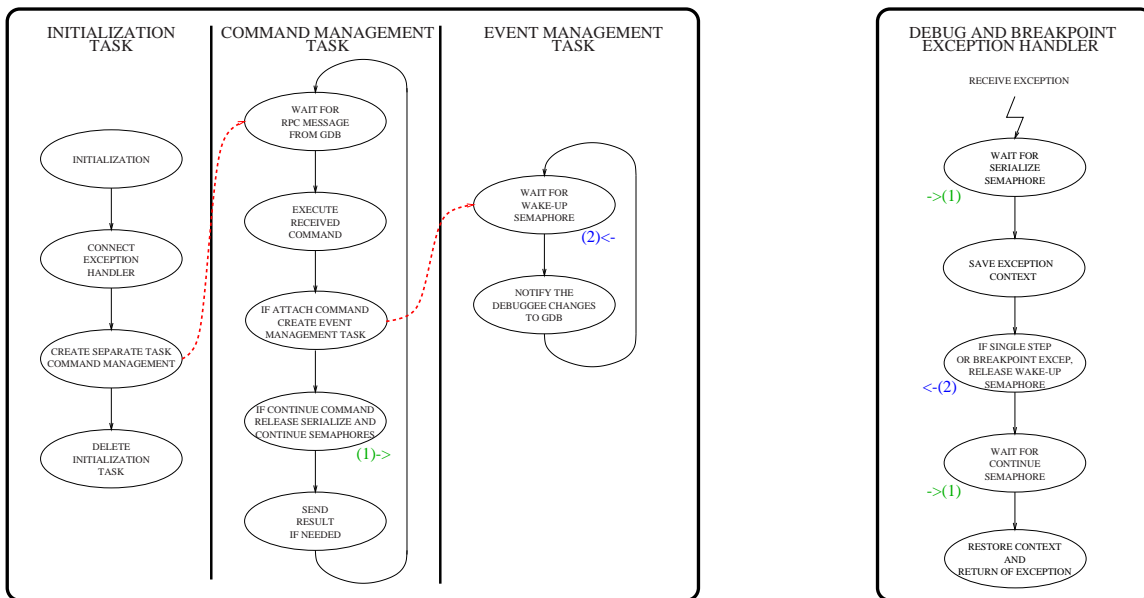 INITIALIZATION
TASK
INITIALIZATION
CONNECT
EXCEPTION
HANDLER
CREATE SEPARATE TASK
COMMAND MANAGEMENT
DELETE
INITIALIZATION
TASK
COMMAND MANAGEMENT
TASK
WAIT FOR
RPC MESSAGE
FROM GDB
EXECUTE
RECEIVED
COMMAND
IF ATTACH COMMAND
CREATE EVENT
MANAGEMENT TASK
IF CONTINUE COMMAND
RELEASE SERIALIZE AND
CONTINUE SEMAPHORES
(1)->
SEND
RESULT
IF NEEDED
EVENT MANAGEMENT
TASK
WAIT FOR
WAKE-UP
SEMAPHORE
(2)<-
NOTIFY THE
DEBUGGEE CHANGES
TO GDB
DEBUG AND BREAKPOINT
EXCEPTION HANDLER
RECEIVE EXCEPTION
WAIT FOR
SERIALIZE
SEMAPHORE
->(1)
SAVE EXCEPTION
CONTEXT
IF SINGLE STEP
OR BREAKPOINT EXCEP,
RELEASE WAKE-UP
SEMAPHORE
<-(2)
WAIT FOR
CONTINUE
SEMAPHORE
->(1)
RESTORE CONTEXT
AND
RETURN OF EXCEPTION